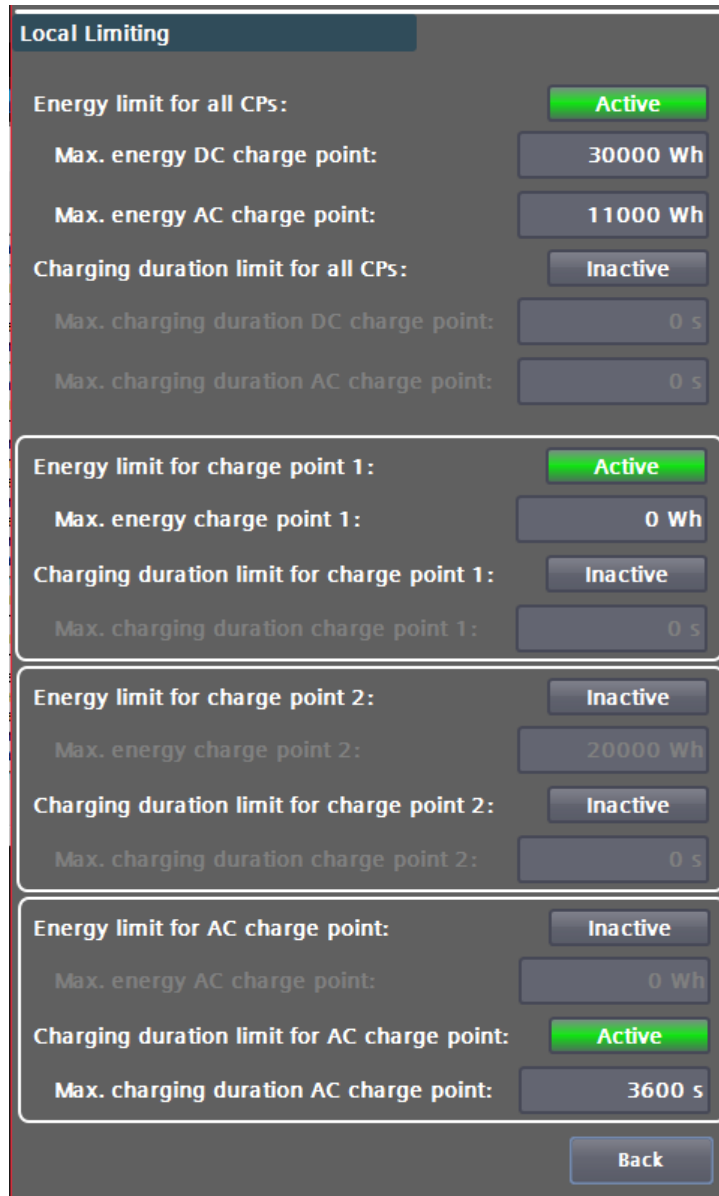 Local Limiting
Energy limit for all CPs: Active
Max. energy DC charge point: 30000 Wh
Max. energy AC charge point: 11000 Wh
Charging duration limit for all CPs: Inactive
Max. charging duration DC charge point: 0 s
Max. charging duration AC charge point: 0 s
Energy limit for charge point 1: Active
Max. energy charge point 1: 0 Wh
Charging duration limit for charge point 1: Inactive
Max. charging duration charge point 1: 0 s
Energy limit for charge point 2: Inactive
Max. energy charge point 2: 20000 Wh
Charging duration limit for charge point 2: Inactive
Max. charging duration charge point 2: 0 s
Energy limit for AC charge point: Inactive
Max. energy AC charge point: 0 Wh
Charging duration limit for AC charge point: Active
Max. charging duration AC charge point: 3600 s
Back